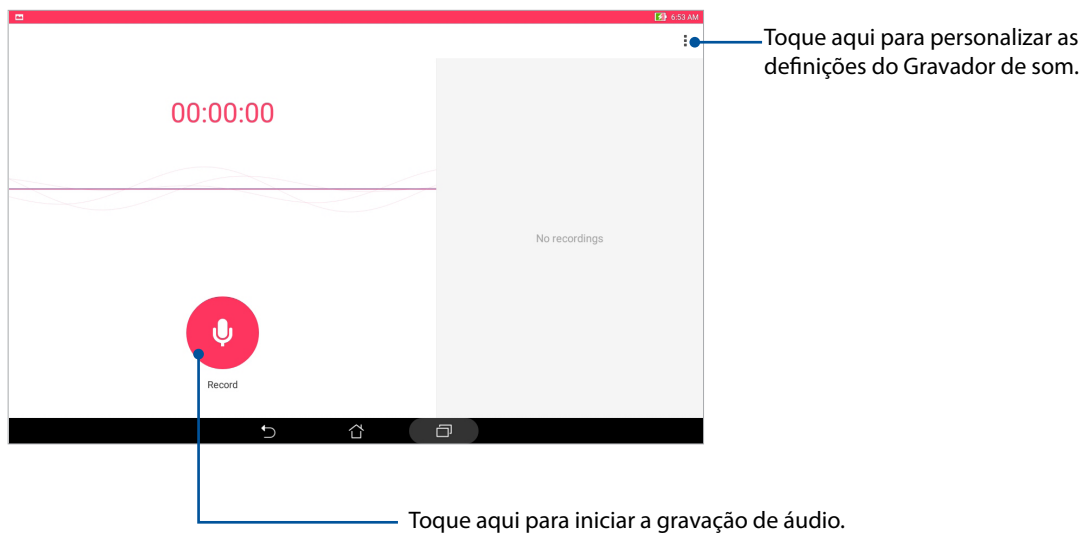 6:53 AM
Toque aqui para personalizar as
definições do Gravador de som.
00:00:00
No recordings
Record
Toque aqui para iniciar a gravação de áudio.